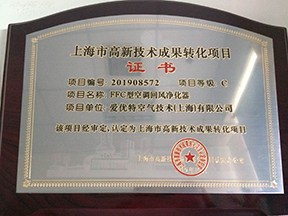 上海市高新技术成果转化项目
证书
项目编号 201908572 项目等级 C
项目名称: FFC型空调回风净化器
项目单位: 爱优特空气技术(上海)有限公司
该项目经审定,认定为上海市高新技术成果转化项目